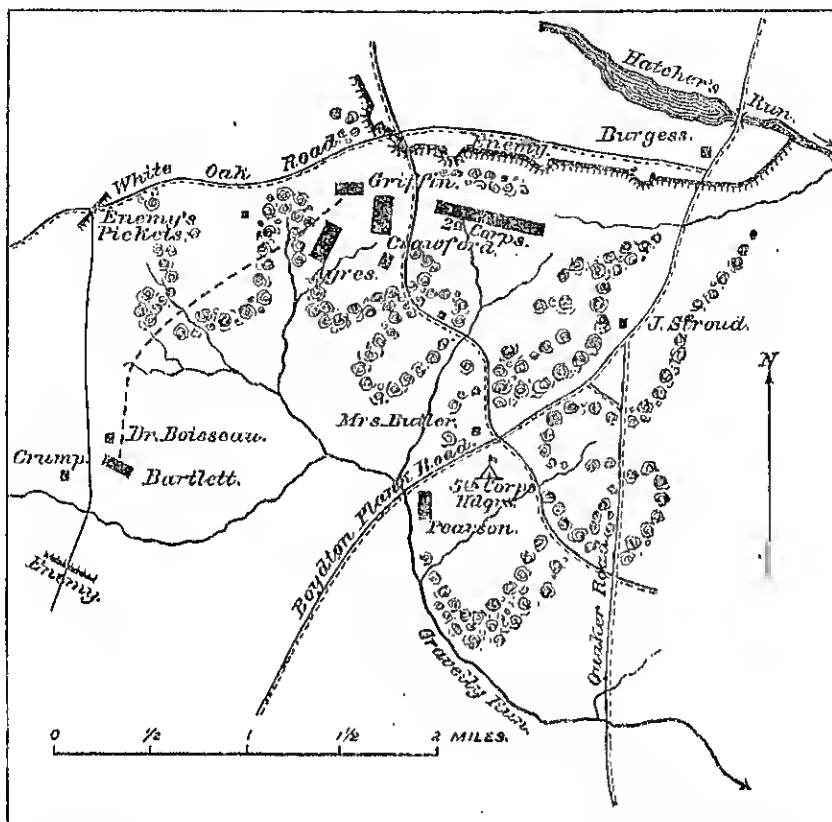 Hatcher's
Run.
Burgess.
Enemy
White Oak Road
Griffin.
Enemy's
Pickets.
2d Corps.
Crawford.
Ayres.
J. Stroud.
N
Mrs. Butler.
Dr. Boisseau.
Crump.
Bartlett.
Boydton Plank Road
5th Corps
Hdqrs.
Pearson.
Enemy.
Quaker Road
Gravelly Run.
0 1/2 1 1 1/2 2 MILES.